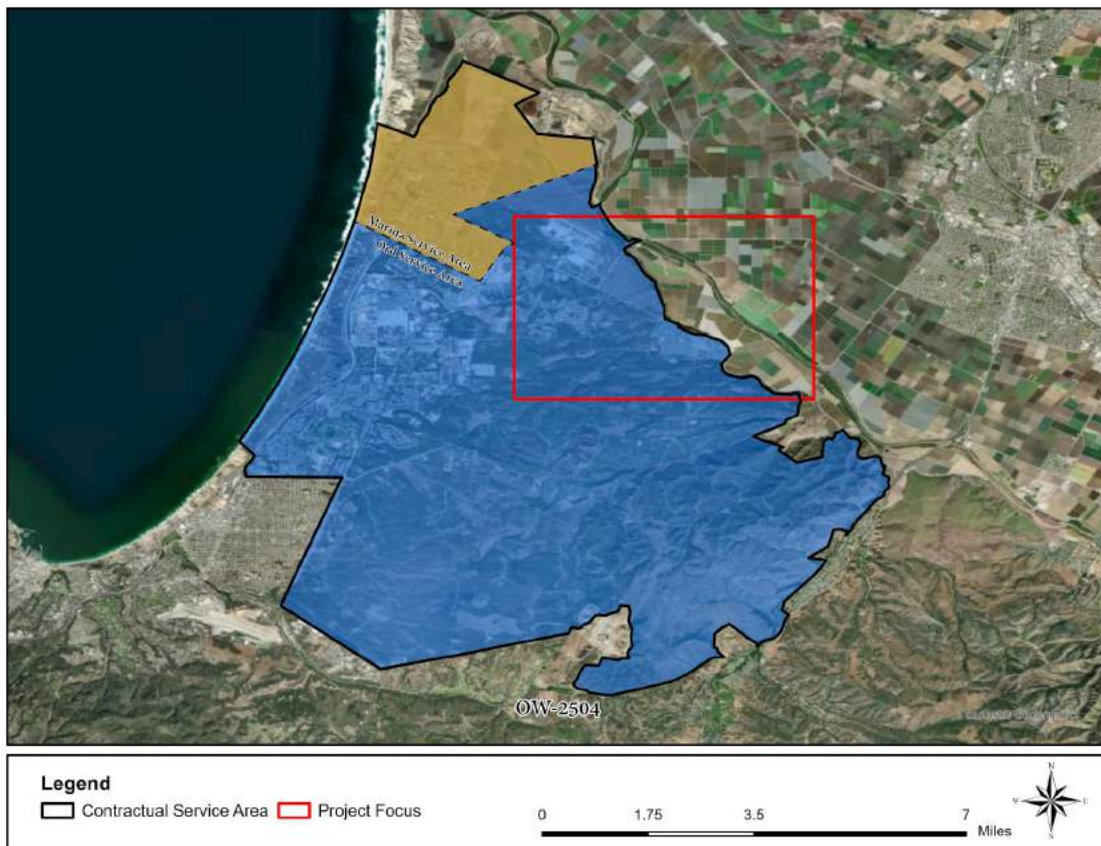 Marina Service Area
Ord Service Area
OW-2504
Legend
Contractual Service Area
Project Focus
0
1.75
3.5
7
Miles
N
E
S